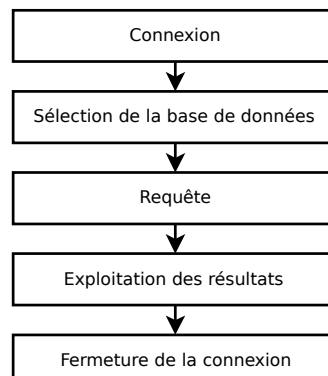 Connexion
Sélection de la base de données
Requête
Exploitation des résultats
Fermeture de la connexion